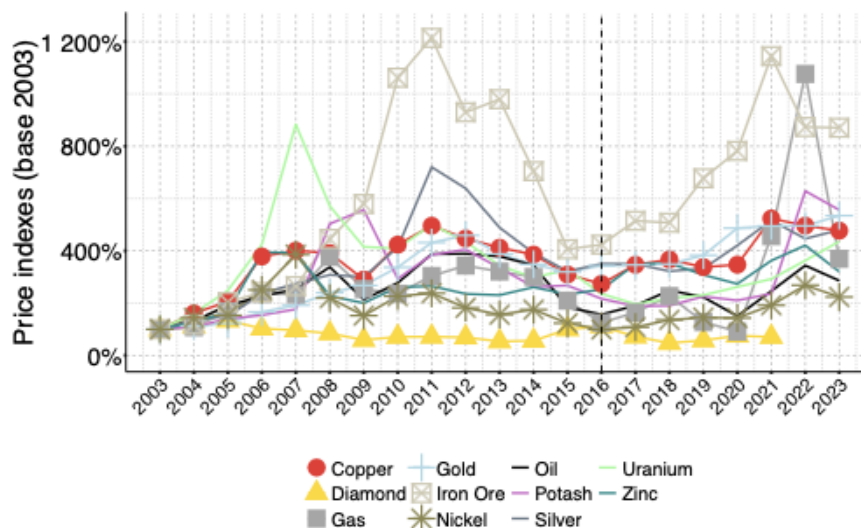 Price indexes (base 2003)
1 200%
800%
400%
0%
2003 2004 2005 2006 2007 2008 2009 2010 2011 2012 2013 2014 2015 2016 2017 2018 2019 2020 2021 2022 2023
Copper Gold Oil Uranium
Diamond Iron Ore Potash Zinc
Gas Nickel Silver